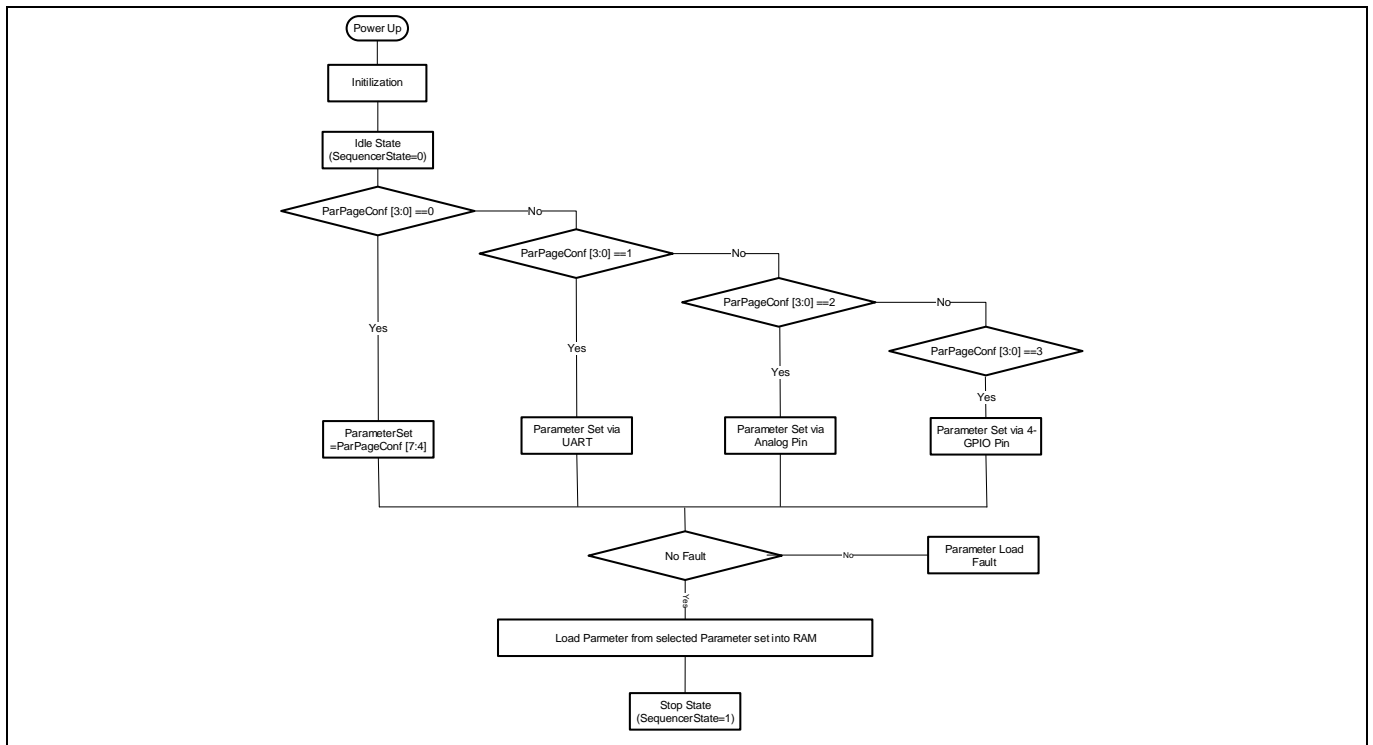 Power Up
Initilization
Idle State
(SequencerState=0)
ParPageConf [3:0] ==0
No
ParPageConf [3:0] ==1
No
ParPageConf [3:0] ==2
No
ParPageConf [3:0] ==3
Yes
Yes
Yes
Yes
ParameterSet
=ParPageConf [7:4]
Parameter Set via
UART
Parameter Set via
Analog Pin
Parameter Set via 4-
GPIO Pin
No Fault
No
Parameter Load
Fault
Yes
Load Parmeter from selected Parameter set into RAM
Stop State
(SequencerState=1)